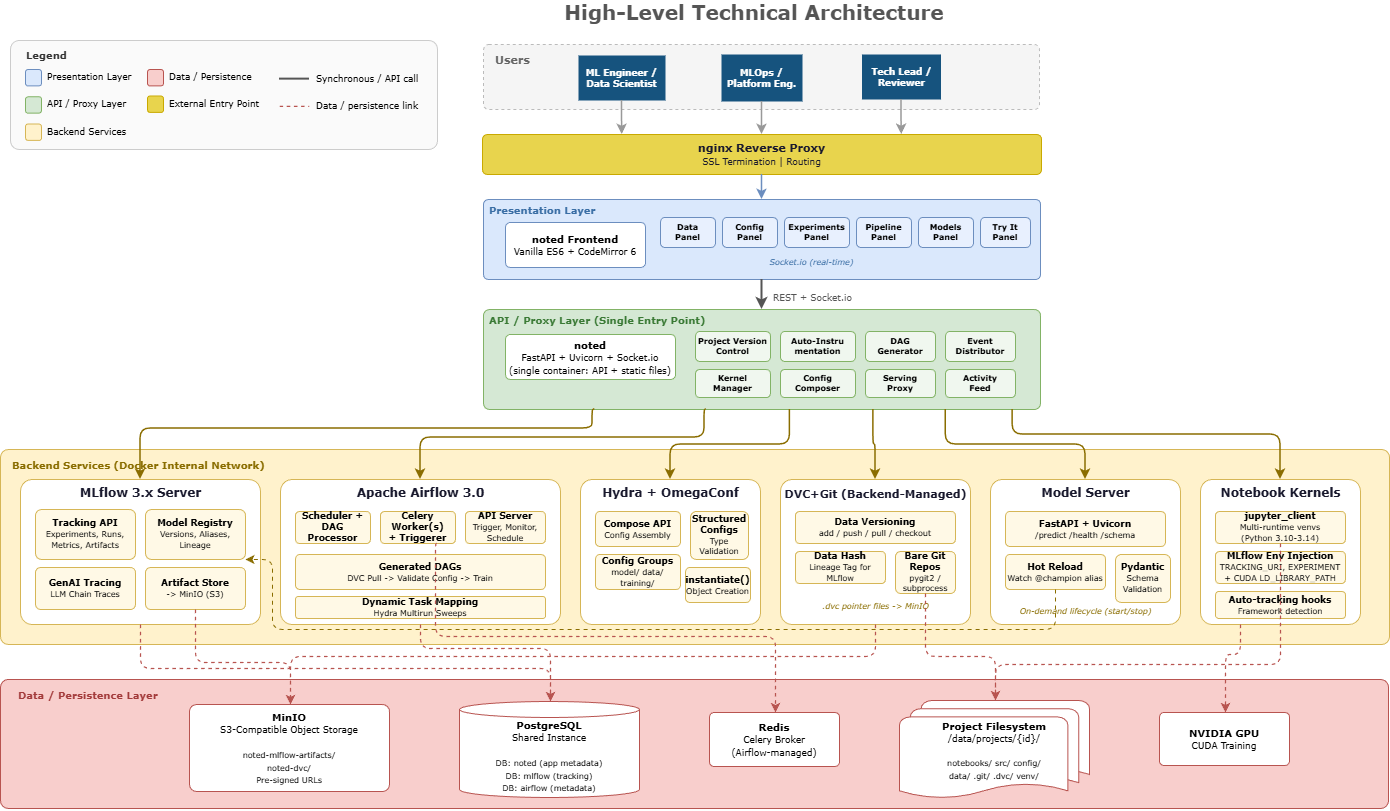 High-Level Technical Architecture
Legend
Presentation Layer
Data / Persistence
Synchronous / API call
API / Proxy Layer
External Entry Point
Data / persistence link
Backend Services
Users
ML Engineer /
Data Scientist
MLOps /
Platform Eng.
Tech Lead /
Reviewer
nginx Reverse Proxy
SSL Termination | Routing
Presentation Layer
noted Frontend
Vanilla ES6 + CodeMirror 6
Data
Panel
Config
Panel
Experiments
Panel
Pipeline
Panel
Models
Panel
Try It
Panel
Socket.io (real-time)
REST + Socket.io
API / Proxy Layer (Single Entry Point)
noted
FastAPI + Uvicorn + Socket.io
(single container: API + static files)
Project Version
Control
Auto-Instru
mentation
DAG
Generator
Event
Distributor
Kernel
Manager
Config
Composer
Serving
Proxy
Activity
Feed
Backend Services (Docker Internal Network)
MLflow 3.x Server
Tracking API
Experiments, Runs,
Metrics, Artifacts
Model Registry
Versions, Aliases,
Lineage
GenAI Tracing
LLM Chain Traces
Artifact Store
-> MinIO (S3)
Apache Airflow 3.0
Scheduler +
DAG
Processor
Celery
Worker(s)
+ Triggerer
API Server
Trigger, Monitor,
Schedule
Generated DAGs
DVC Pull -> Validate Config -> Train
Dynamic Task Mapping
Hydra Multirun Sweeps
Hydra + OmegaConf
Compose API
Config Assembly
Structured
Configs
Type
Validation
Config Groups
model/ data/
training/
instantiate()
Object Creation
DVC+Git (Backend-Managed)
Data Versioning
add / push / pull / checkout
Data Hash
Lineage Tag for
MLflow
Bare Git
Repos
pygit2 /
subprocess
.dvc pointer files -> MinIO
Model Server
FastAPI + Uvicorn
/predict /health /schema
Hot Reload
Watch @champion alias
Pydantic
Schema
Validation
On-demand lifecycle (start/stop)
Notebook Kernels
jupyter_client
Multi-runtime venvs
(Python 3.10-3.14)
MLflow Env Injection
TRACKING_URI, EXPERIMENT
+ CUDA LD_LIBRARY_PATH
Auto-tracking hooks
Framework detection
Data / Persistence Layer
MinIO
S3-Compatible Object Storage
noted-mlflow-artifacts/
noted-dvc/
Pre-signed URLs
PostgreSQL
Shared Instance
DB: noted (app metadata)
DB: mlflow (tracking)
DB: airflow (metadata)
Redis
Celery Broker
(Airflow-managed)
Project Filesystem
/data/projects/{id}/
notebooks/ src/ config/
data/ .git/ .dvc/ venv/
NVIDIA GPU
CUDA Training